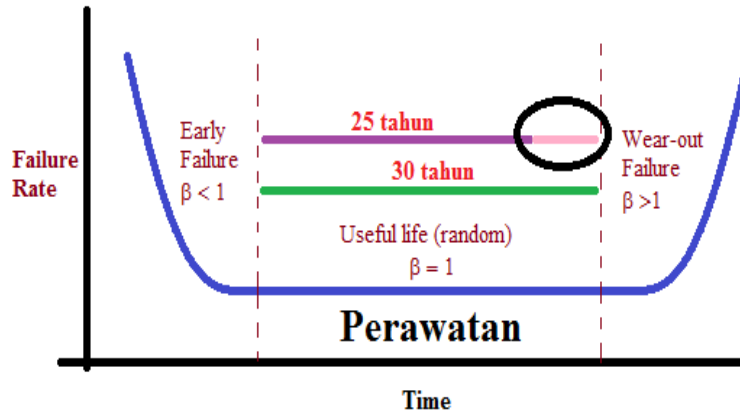 25 tahun
Early
Failure
β < 1
Wear-out
Failure
β >1
Failure
Rate
30 tahun
Useful life (random)
β = 1
Perawatan
Time